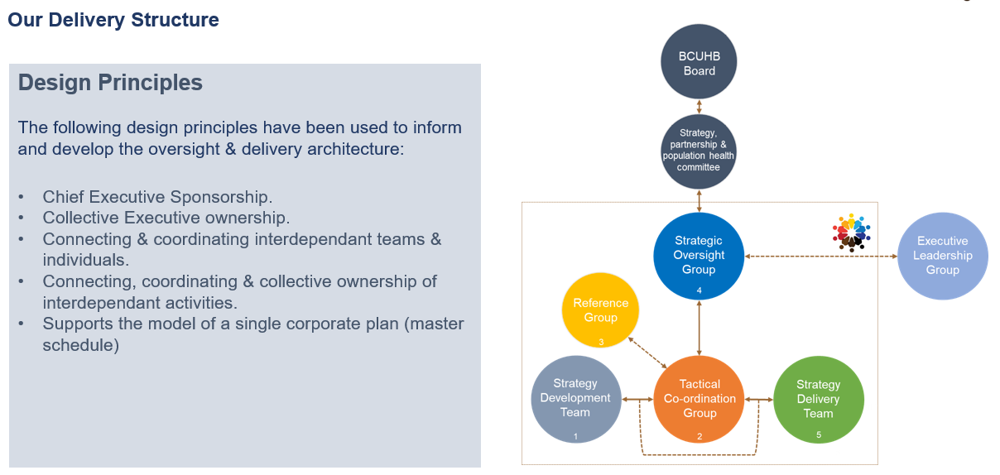 Our Delivery Structure
Design Principles
The following design principles have been used to inform
and develop the oversight & delivery architecture:
• Chief Executive Sponsorship.
• Collective Executive ownership.
• Connecting & coordinating interdependant teams &
individuals.
• Connecting, coordinating & collective ownership of
interdependant activities.
• Supports the model of a single corporate plan (master
schedule)
BCUHB
Board
Strategy,
partnership &
population health
committee
Strategic
Oversight
Group
4
Executive
Leadership
Group
Reference
Group
3
Strategy
Development
Team
1
Tactical
Co-ordination
Group
2
Strategy
Delivery
Team
5